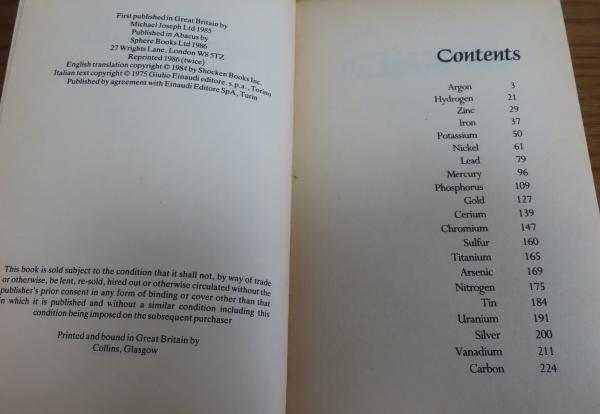 First published in Great Britain by
Michael Joseph Ltd 1985
Published in Abacus by
Sphere Books Ltd 1986
27 Wrights Lane, London W8 5TZ
Reprinted 1986 (twice)
English translation copyright © 1984 by Shocken Books Inc.
Italian text copyright © 1975 Giulio Einaudi editore, s.p.a., Torino
Published by agreement with Einaudi Editore SpA, Turin
This book is sold subject to the condition that it shall not, by way of trade
or otherwise, be lent, re-sold, hired out or otherwise circulated without the
publisher's prior consent in any form of binding or cover other than that
in which it is published and without a similar condition including this
condition being imposed on the subsequent purchaser
Printed and bound in Great Britain by
Collins, Glasgow
Contents
Argon 3
Hydrogen 21
Zinc 29
Iron 37
Potassium 50
Nickel 61
Lead 79
Mercury 96
Phosphorus 109
Gold 127
Cerium 139
Chromium 147
Sulfur 160
Titanium 165
Arsenic 169
Nitrogen 175
Tin 184
Uranium 191
Silver 200
Vanadium 211
Carbon 224